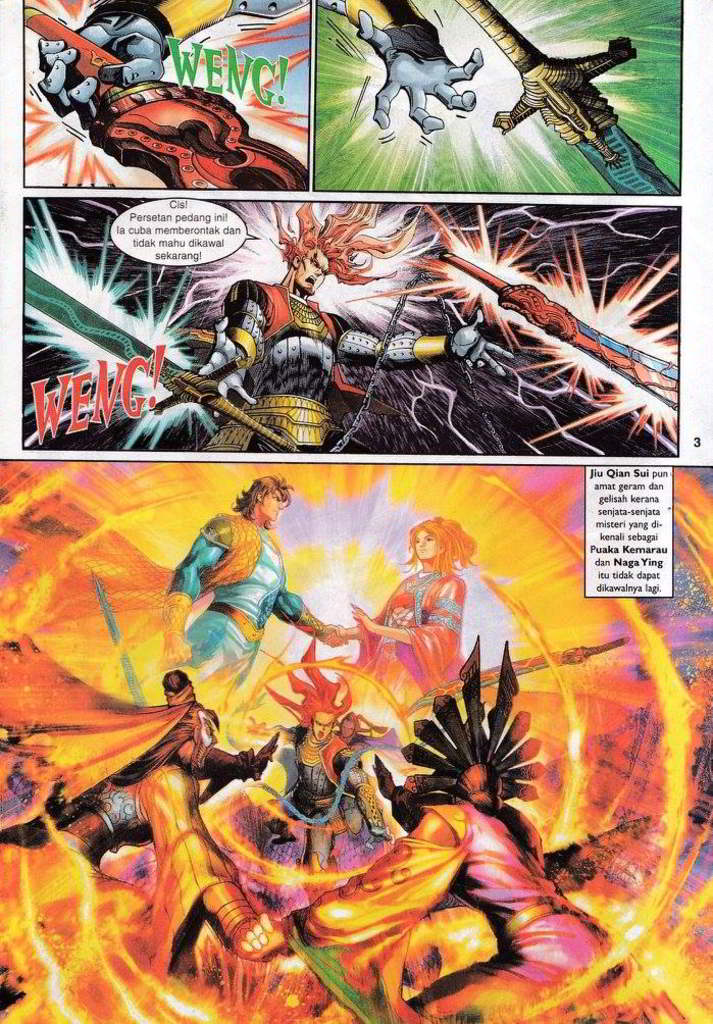 WENG!
Cis!
Persetan pedang ini!
Ia cuba memberontak dan
tidak mahu dikawal
sekarang!
WENG!
3
Jiu Qian Sui pun
amat geram dan
gelisah kerana
senjata-senjata
misteri yang di-
kenali sebagai
Puaka Kemarau
dan Naga Ying
itu tidak dapat
dikawalnya lagi.